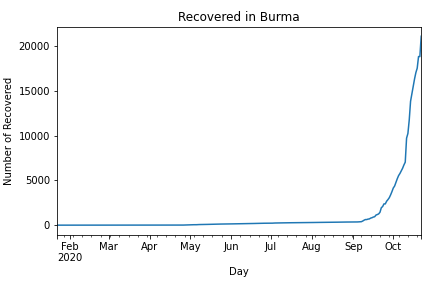 Recovered in Burma
Number of Recovered
20000
15000
10000
5000
0
Feb Mar Apr May Jun Jul Aug Sep Oct
2020
Day